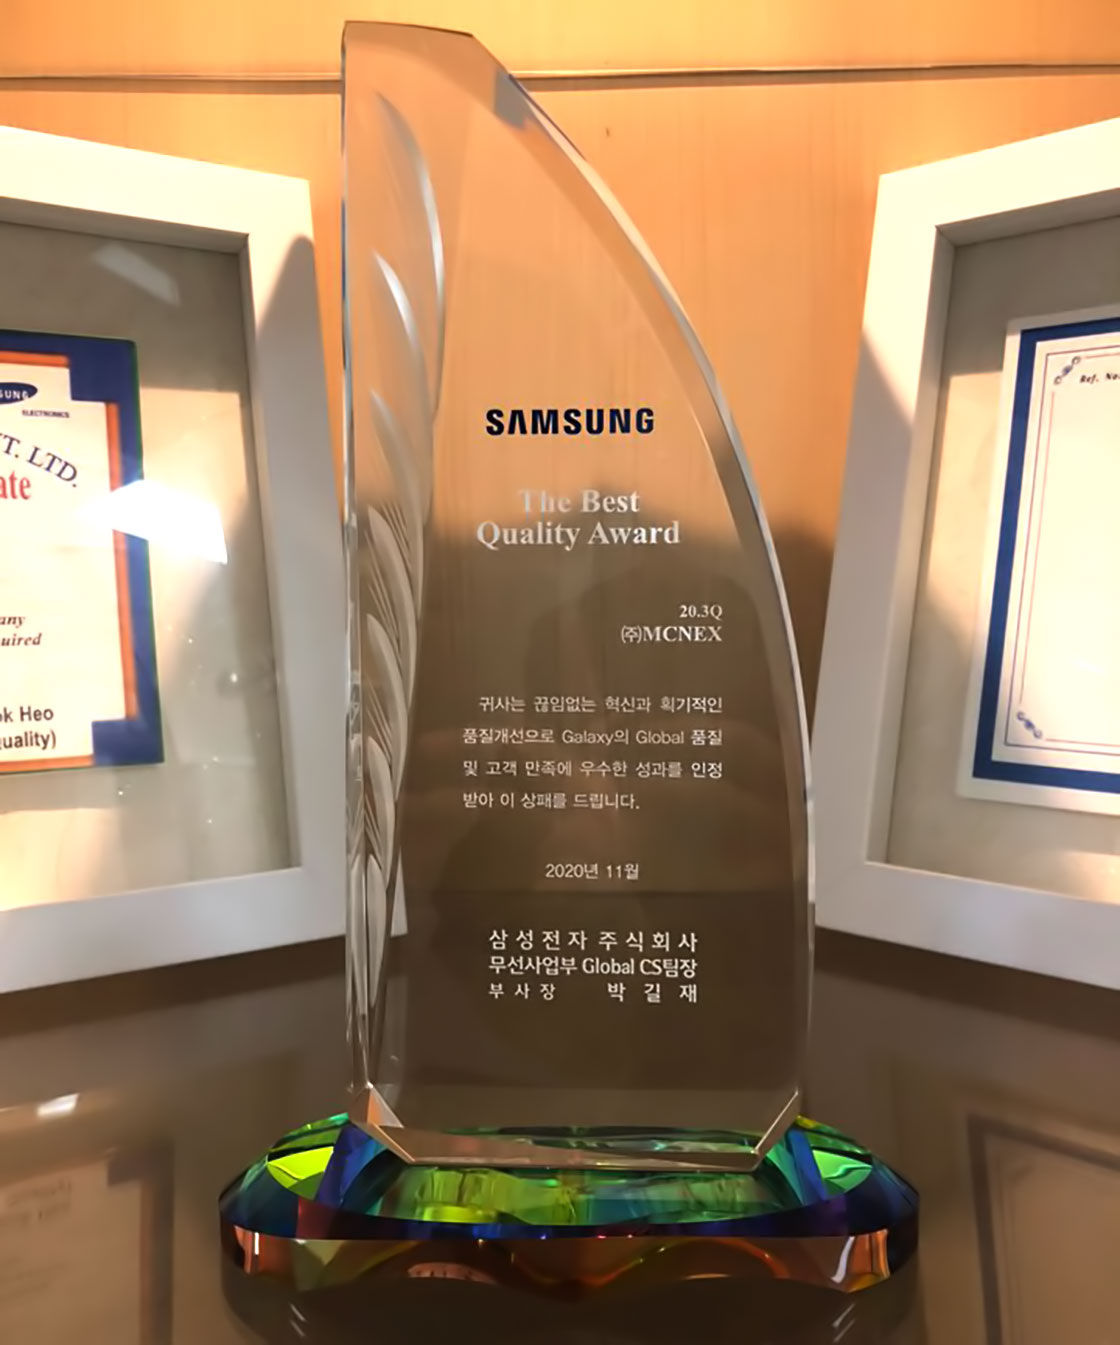 SAMSUNG
The Best
Quality Award
20.3Q
㈜MCNEX
귀사는 끊임없는 혁신과 획기적인
품질개선으로 Galaxy의 Global 품질
및 고객 만족에 우수한 성과를 인정
받아 이 상패를 드립니다.
2020년 11월
삼성전자 주식회사
무선사업부 Global CS팀장
부사장 박길재
SUNG
ELECTRONICS
T. LTD.
ate
any
uired
ok Heo
uality)
Ref. No